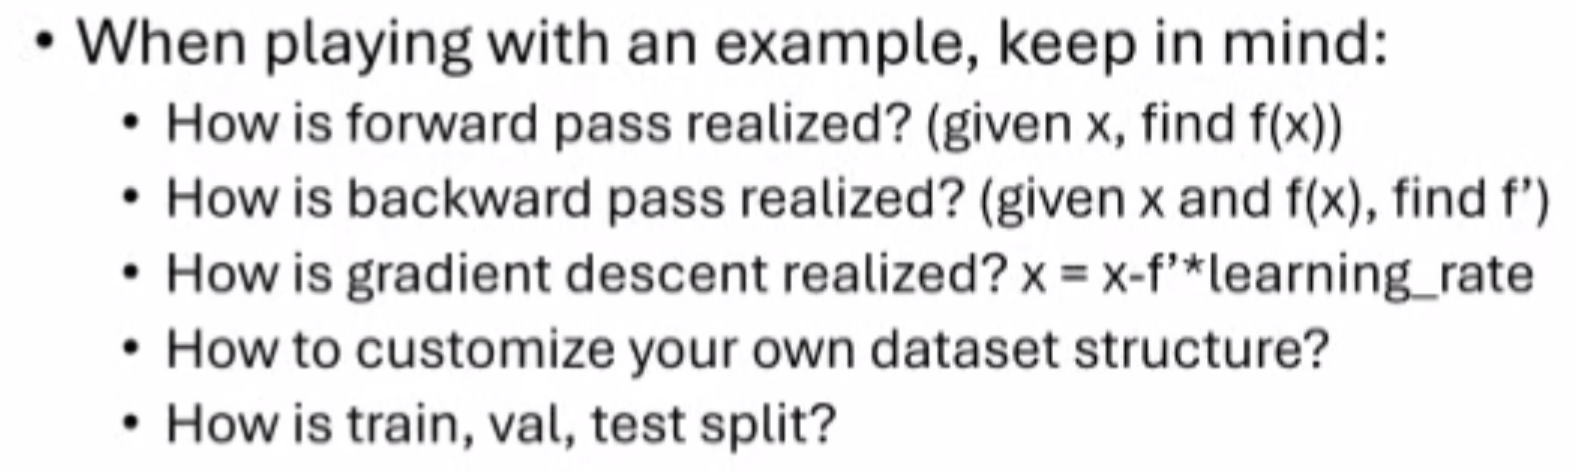 • When playing with an example, keep in mind:
• How is forward pass realized? (given x, find f(x))
• How is backward pass realized? (given x and f(x), find f’)
• How is gradient descent realized? x = x-f’*learning_rate
• How to customize your own dataset structure?
• How is train, val, test split?